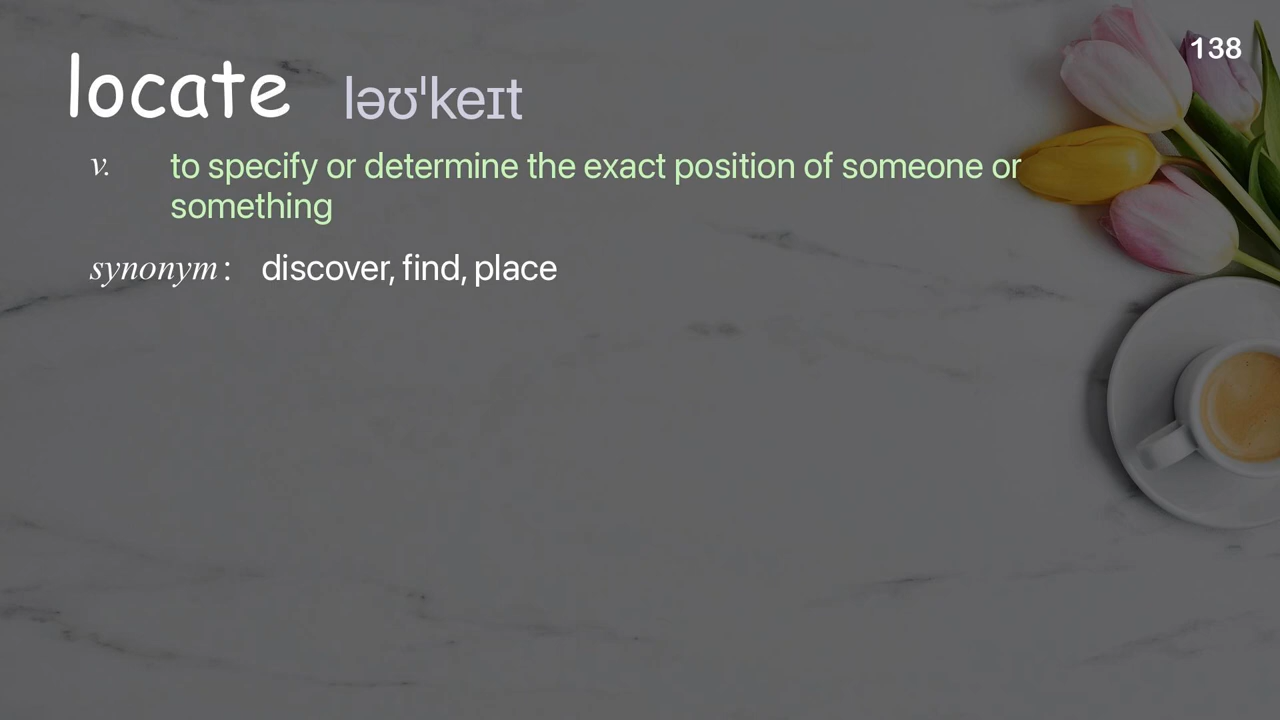 138
locate ləʊˈkeɪt
v. to specify or determine the exact position of someone or
something
synonym : discover, find, place